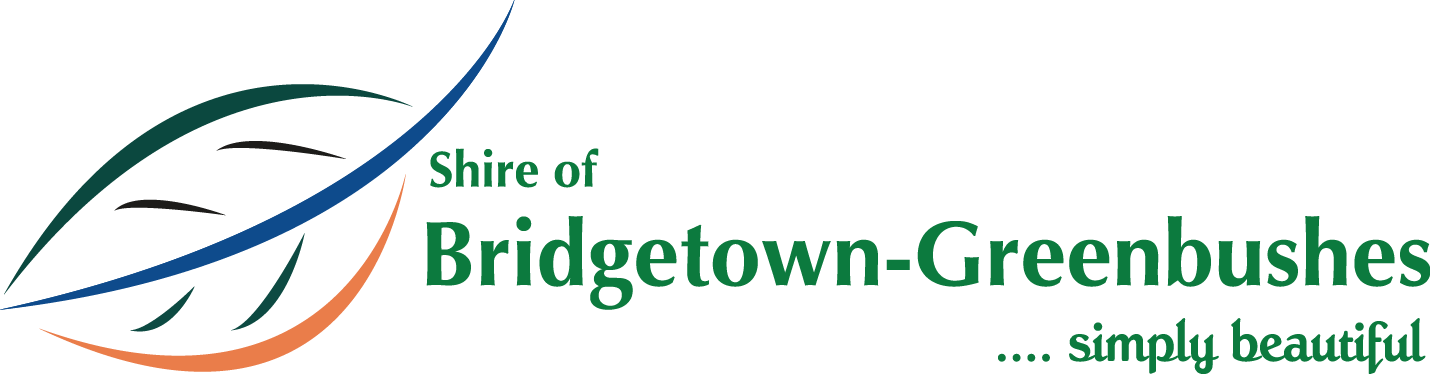 Shire of
Bridgetown-Greenbushes
.... simply beautiful